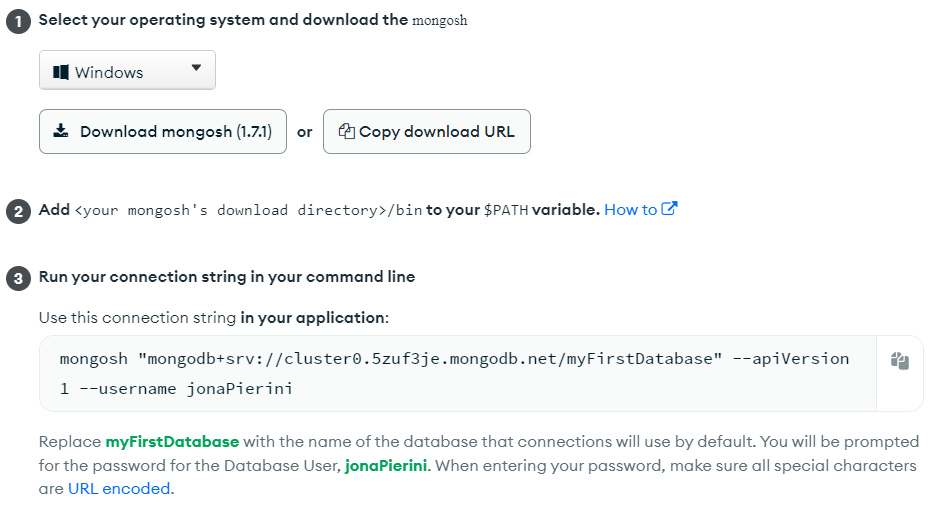 1 Select your operating system and download the mongosh
Windows
Download mongosh (1.7.1) or Copy download URL
2 Add <your mongosh's download directory>/bin to your $PATH variable. How to
3 Run your connection string in your command line
Use this connection string in your application:
mongosh "mongodb+srv://cluster0.5zuf3je.mongodb.net/myFirstDatabase" --apiVersion
1 --username jonaPierini
Replace myFirstDatabase with the name of the database that connections will use by default. You will be prompted
for the password for the Database User, jonaPierini. When entering your password, make sure all special characters
are URL encoded.